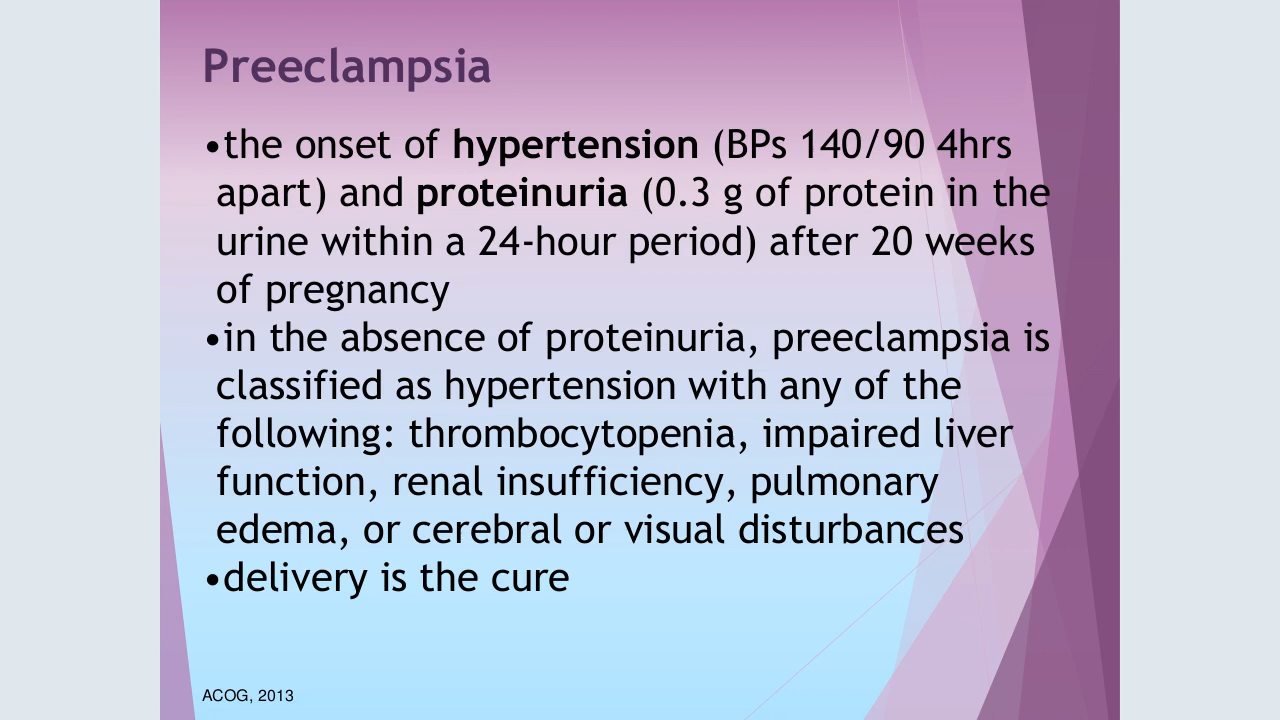 Preeclampsia
•the onset of hypertension (BPs 140/90 4hrs
apart) and proteinuria (0.3 g of protein in the
urine within a 24-hour period) after 20 weeks
of pregnancy
•in the absence of proteinuria, preeclampsia is
classified as hypertension with any of the
following: thrombocytopenia, impaired liver
function, renal insufficiency, pulmonary
edema, or cerebral or visual disturbances
•delivery is the cure
ACOG, 2013